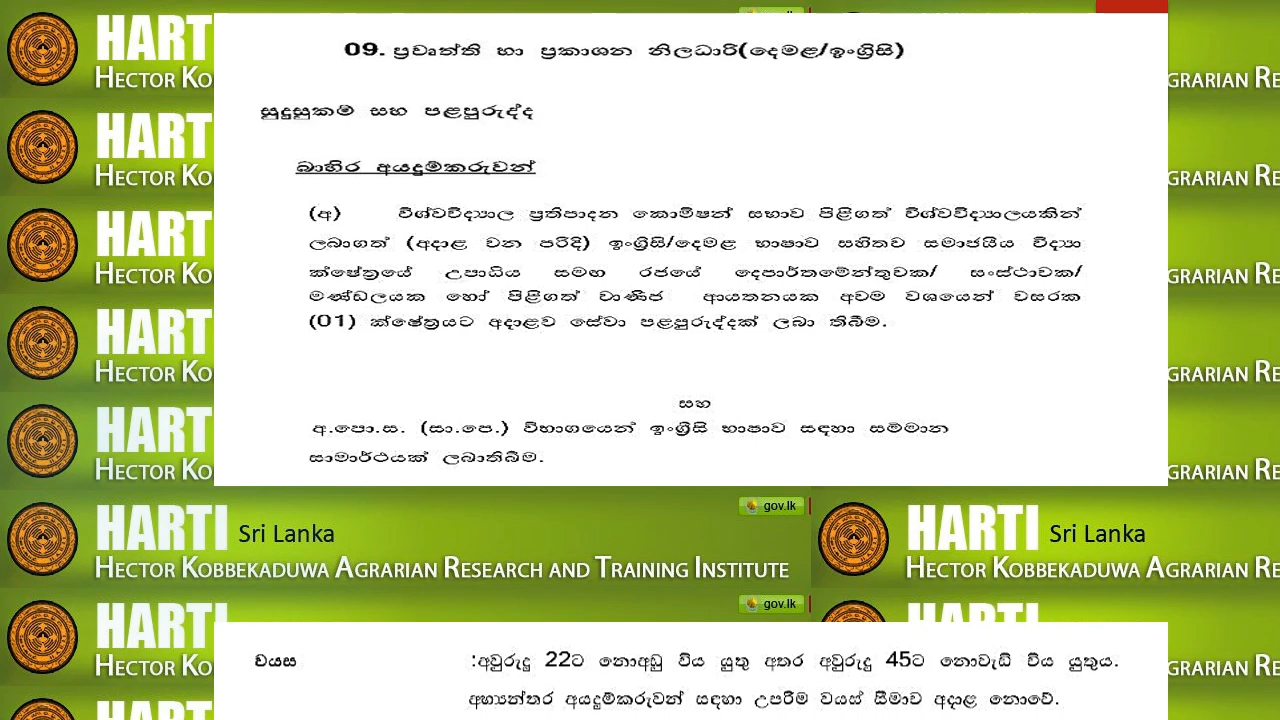 09. ප්‍රවෘත්ති හා ප්‍රකාශන නිලධාරි(දෙමළ/ඉංග්‍රිසි)
සුදුසුකම් සහ පළපුරුද්ද
බාහිර අයදුම්කරුවන්
(අ) විශ්වවිද්‍යාල ප්‍රතිපාදන කොමිෂන් සභාව පිළිගත් විශ්වවිද්‍යාලයකින්
ලබාගත් (අදාළ වන පරිදි) ඉංග්‍රිසි/දෙමළ භාෂාව සහිතව සමාජයීය විද්‍යා
ක්ෂේත්‍රයේ උපාධිය සමඟ රජයේ දෙපාර්තමේන්තුවක/ සංස්ථාවක/
මණ්ඩලයක හෝ පිළිගත් වාණිජ ආයතනයක අවම වශයෙන් වසරක
(01) ක්ෂේත්‍රයට අදාළව සේවා පළපුරුද්දක් ලබා තිබීම.
සහ
අ.පො.ස. (සා.පෙ.) විභාගයෙන් ඉංග්‍රීසි භාෂාව සඳහා සම්මාන
සාමාර්ථයක් ලබාතිබීම.
HARTI Sri Lanka
HECTOR KOBBEKADUWA AGRARIAN RESEARCH AND TRAINING INSTITUTE
gov.lk
HARTI Sri Lanka
HECTOR KOBBEKADUWA AGRARIAN RE
gov.lk
වයස :අවුරුදු 22ට නොඅඩු විය යුතු අතර අවුරුදු 45ට නොවැඩි විය යුතුය.
අභ්‍යන්තර අයදුම්කරුවන් සඳහා උපරිම වයස් සීමාව අදාළ නොවේ.